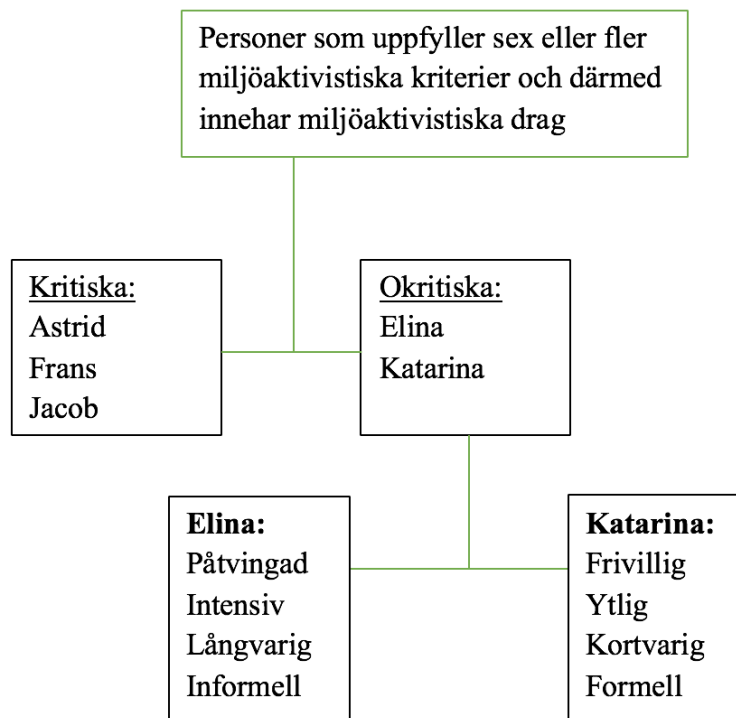 Personer som uppfyller sex eller fler
miljöaktivistiska kriterier och därmed
innehar miljöaktivistiska drag
Kritiska:
Astrid
Frans
Jacob
Okritiska:
Elina
Katarina
Elina:
Påtvingad
Intensiv
Långvarig
Informell
Katarina:
Frivillig
Ytlig
Kortvarig
Formell